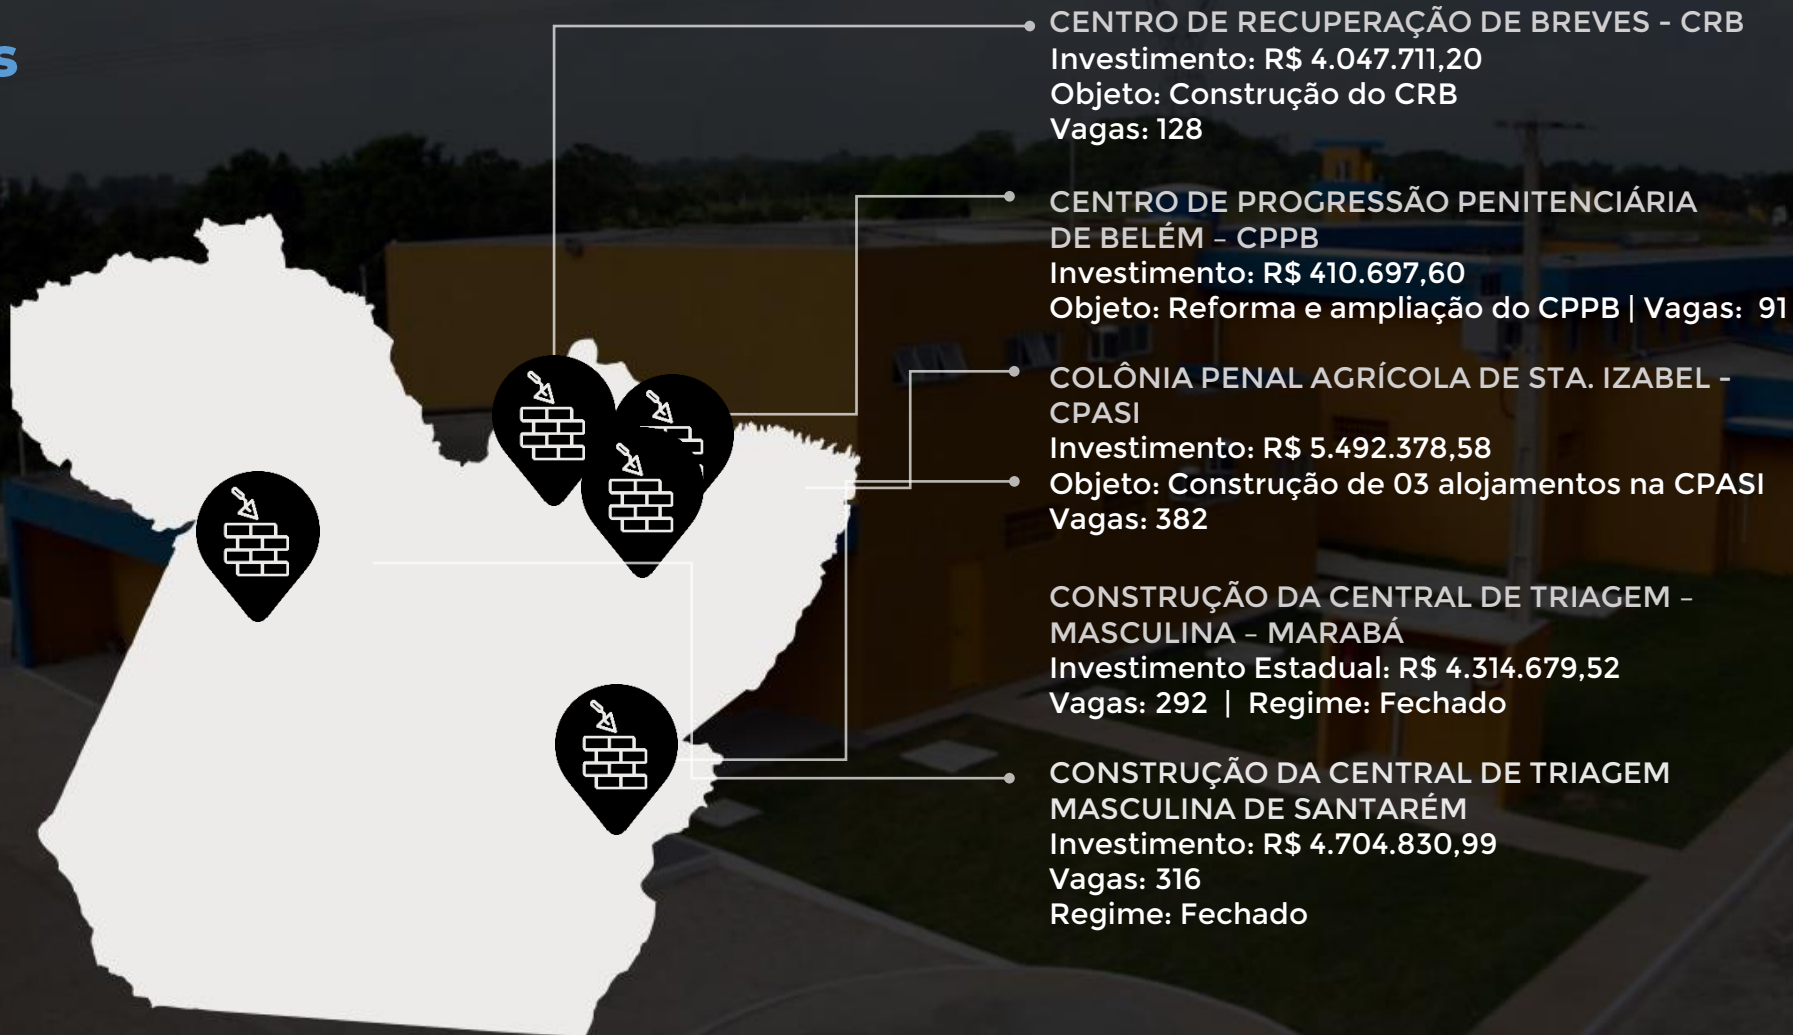 CENTRO DE RECUPERAÇÃO DE BREVES - CRB
Investimento: R$ 4.047.711,20
Objeto: Construção do CRB
Vagas: 128
CENTRO DE PROGRESSÃO PENITENCIÁRIA
DE BELÉM – CPPB
Investimento: R$ 410.697,60
Objeto: Reforma e ampliação do CPPB | Vagas: 91
COLÔNIA PENAL AGRÍCOLA DE STA. IZABEL -
CPASI
Investimento: R$ 5.492.378,58
Objeto: Construção de 03 alojamentos na CPASI
Vagas: 382
CONSTRUÇÃO DA CENTRAL DE TRIAGEM –
MASCULINA – MARABÁ
Investimento Estadual: R$ 4.314.679,52
Vagas: 292 | Regime: Fechado
CONSTRUÇÃO DA CENTRAL DE TRIAGEM
MASCULINA DE SANTARÉM
Investimento: R$ 4.704.830,99
Vagas: 316
Regime: Fechado